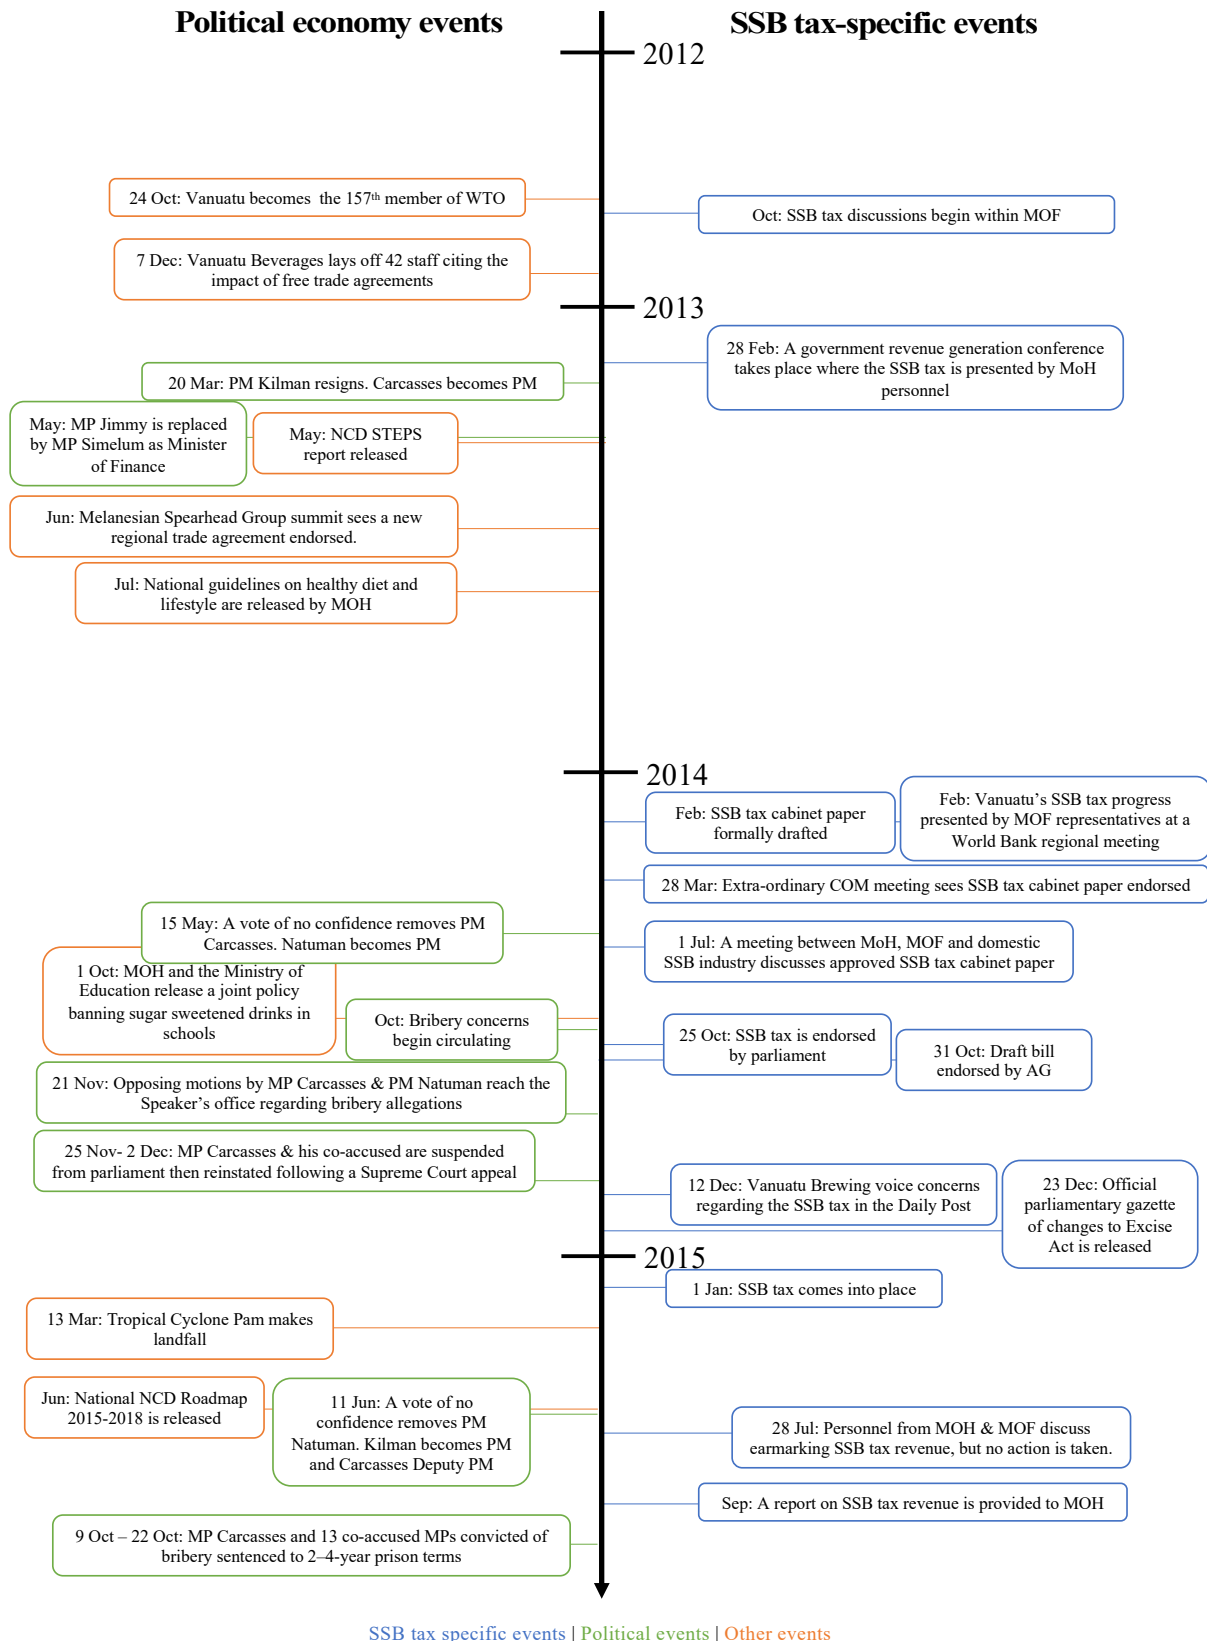 Political economy events
SSB tax-specific events
2012
24 Oct: Vanuatu becomes the 157th member of WTO
Oct: SSB tax discussions begin within MOF
7 Dec: Vanuatu Beverages lays off 42 staff citing the
impact of free trade agreements
2013
28 Feb: A government revenue generation conference
takes place where the SSB tax is presented by MoH
personnel
20 Mar: PM Kilman resigns. Carcasses becomes PM
May: MP Jimmy is replaced
by MP Simelum as Minister
of Finance
May: NCD STEPS
report released
Jun: Melanesian Spearhead Group summit sees a new
regional trade agreement endorsed.
Jul: National guidelines on healthy diet and
lifestyle are released by MOH
2014
Feb: SSB tax cabinet paper
formally drafted
Feb: Vanuatu’s SSB tax progress
presented by MOF representatives at a
World Bank regional meeting
28 Mar: Extra-ordinary COM meeting sees SSB tax cabinet paper endorsed
15 May: A vote of no confidence removes PM
Carcasses. Natuman becomes PM
1 Jul: A meeting between MoH, MOF and domestic
SSB industry discusses approved SSB tax cabinet paper
1 Oct: MOH and the Ministry of
Education release a joint policy
banning sugar sweetened drinks in
schools
Oct: Bribery concerns
begin circulating
25 Oct: SSB tax is endorsed
by parliament
31 Oct: Draft bill
endorsed by AG
21 Nov: Opposing motions by MP Carcasses & PM Natuman reach the
Speaker’s office regarding bribery allegations
25 Nov- 2 Dec: MP Carcasses & his co-accused are suspended
from parliament then reinstated following a Supreme Court appeal
12 Dec: Vanuatu Brewing voice concerns
regarding the SSB tax in the Daily Post
23 Dec: Official
parliamentary gazette
of changes to Excise
Act is released
2015
1 Jan: SSB tax comes into place
13 Mar: Tropical Cyclone Pam makes
landfall
Jun: National NCD Roadmap
2015-2018 is released
11 Jun: A vote of no
confidence removes PM
Natuman. Kilman becomes PM
and Carcasses Deputy PM
28 Jul: Personnel from MOH & MOF discuss
earmarking SSB tax revenue, but no action is taken.
Sep: A report on SSB tax revenue is provided to MOH
9 Oct – 22 Oct: MP Carcasses and 13 co-accused MPs convicted of
bribery sentenced to 2–4-year prison terms
SSB tax specific events | Political events | Other events